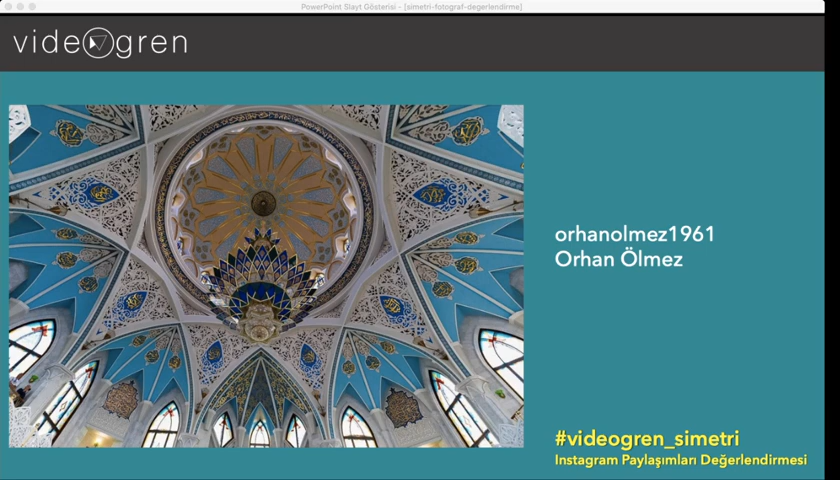 PowerPoint Slayt Gösterisi - [simetri-fotograf-degerlendirme]
videogren
orhanolmez1961
Orhan Ölmez
#videogren_simetri
Instagram Paylaşımları Değerlendirmesi